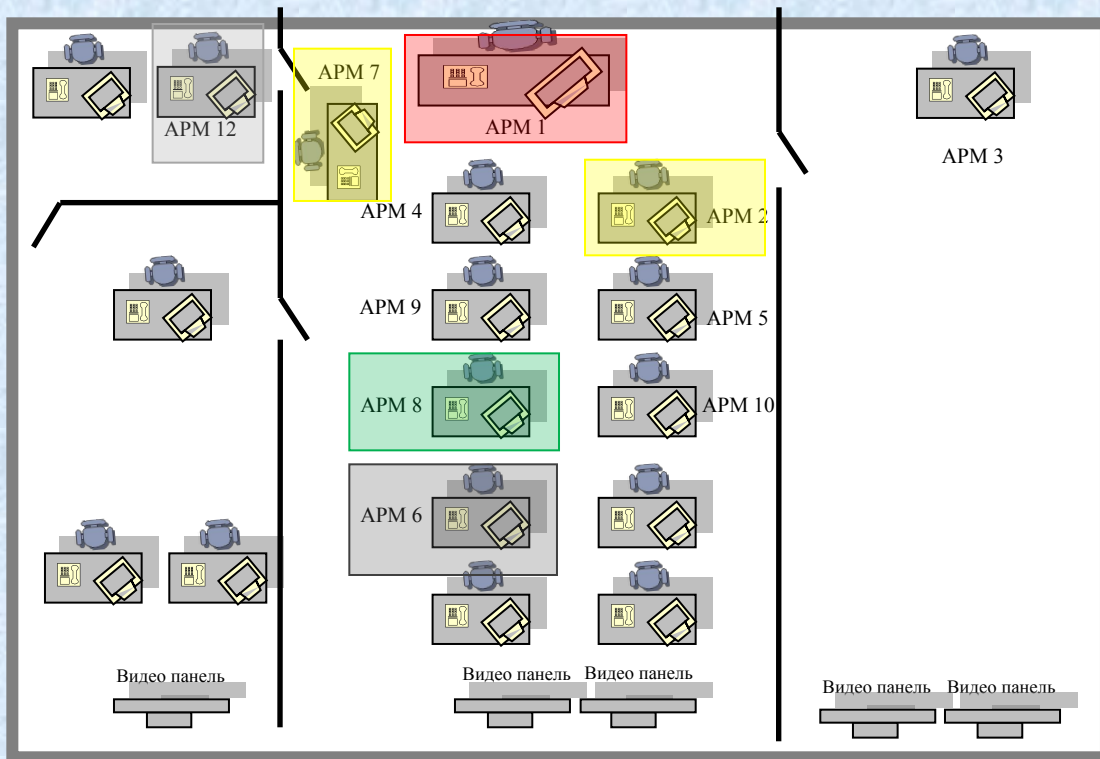 АРМ 7
АРМ 1
АРМ 12
АРМ 3
АРМ 4
АРМ 2
АРМ 9
АРМ 5
АРМ 8
АРМ 10
АРМ 6
Видео панель
Видео панель
Видео панель
Видео панель
Видео панель